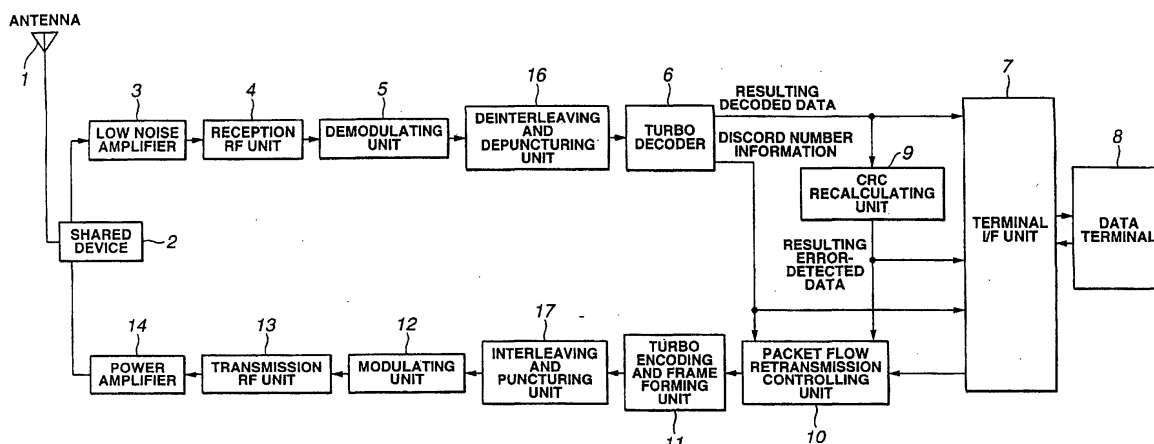 ANTENNA
1
3
LOW NOISE
AMPLIFIER
4
RECEPTION
RF UNIT
5
DEMODULATING
UNIT
16
DEINTERLEAVING
AND
DEPUNCTURING
UNIT
6
TURBO
DECODER
RESULTING
DECODED DATA
DISCORD NUMBER
INFORMATION
9
CRC
RECALCULATING
UNIT
RESULTING
ERROR-
DETECTED
DATA
7
TERMINAL
I/F UNIT
8
DATA
TERMINAL
SHARED
DEVICE
2
14
POWER
AMPLIFIER
13
TRANSMISSION
RF UNIT
12
MODULATING
UNIT
17
INTERLEAVING
AND
PUNCTURING
UNIT
TURBO
ENCODING
AND FRAME
FORMING
UNIT
11
PACKET FLOW
RETRANSMISSION
CONTROLLING
UNIT
10